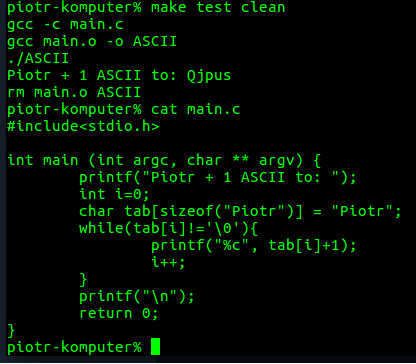 piotr-komputer% make test clean
gcc -c main.c
gcc main.o -o ASCII
./ASCII
Piotr + 1 ASCII to: Qjpus
rm main.o ASCII
piotr-komputer% cat main.c
#include<stdio.h>

int main (int argc, char ** argv) {
        printf("Piotr + 1 ASCII to: ");
        int i=0;
        char tab[sizeof("Piotr")] = "Piotr";
        while(tab[i]!='\0'){
                printf("%c", tab[i]+1);
                i++;
        }
        printf("\n");
        return 0;
}
piotr-komputer%